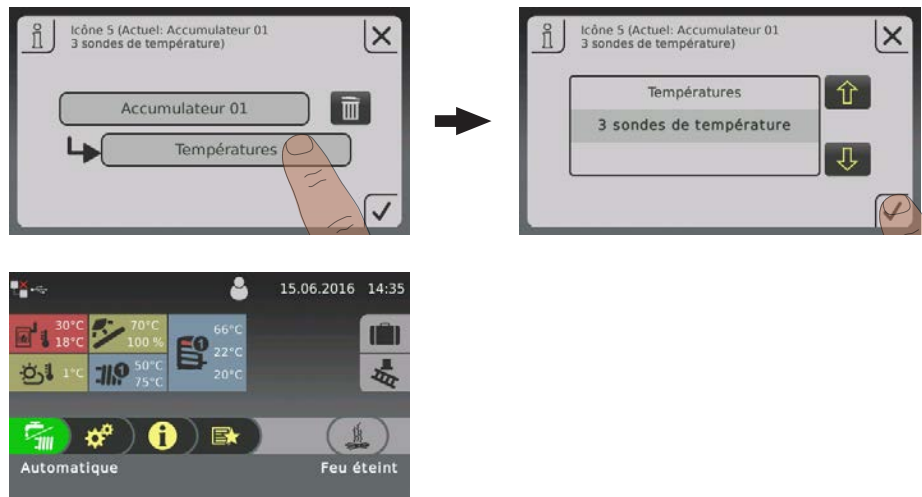 Icône 5 (Actuel: Accumulateur 01
3 sondes de température)
Accumulateur 01
Températures
Icône 5 (Actuel: Accumulateur 01
3 sondes de température)
Températures
3 sondes de température
15.06.2016 14:35
30°C
18°C
70°C
100 %
66°C
22°C
20°C
1°C
1
50°C
75°C
1
Automatique
Feu éteint